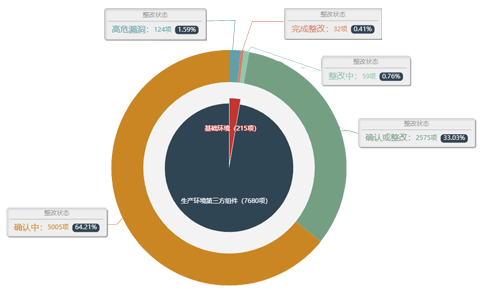 整改状态
高危漏洞：124项 1.59%
整改状态
完成整改：32项 0.41%
整改状态
整改中：59项 0.76%
整改状态
确认或整改：2575项 33.03%
基础环境（215项）
生产环境第三方组件（7680项）
整改状态
确认中：5005项 64.21%